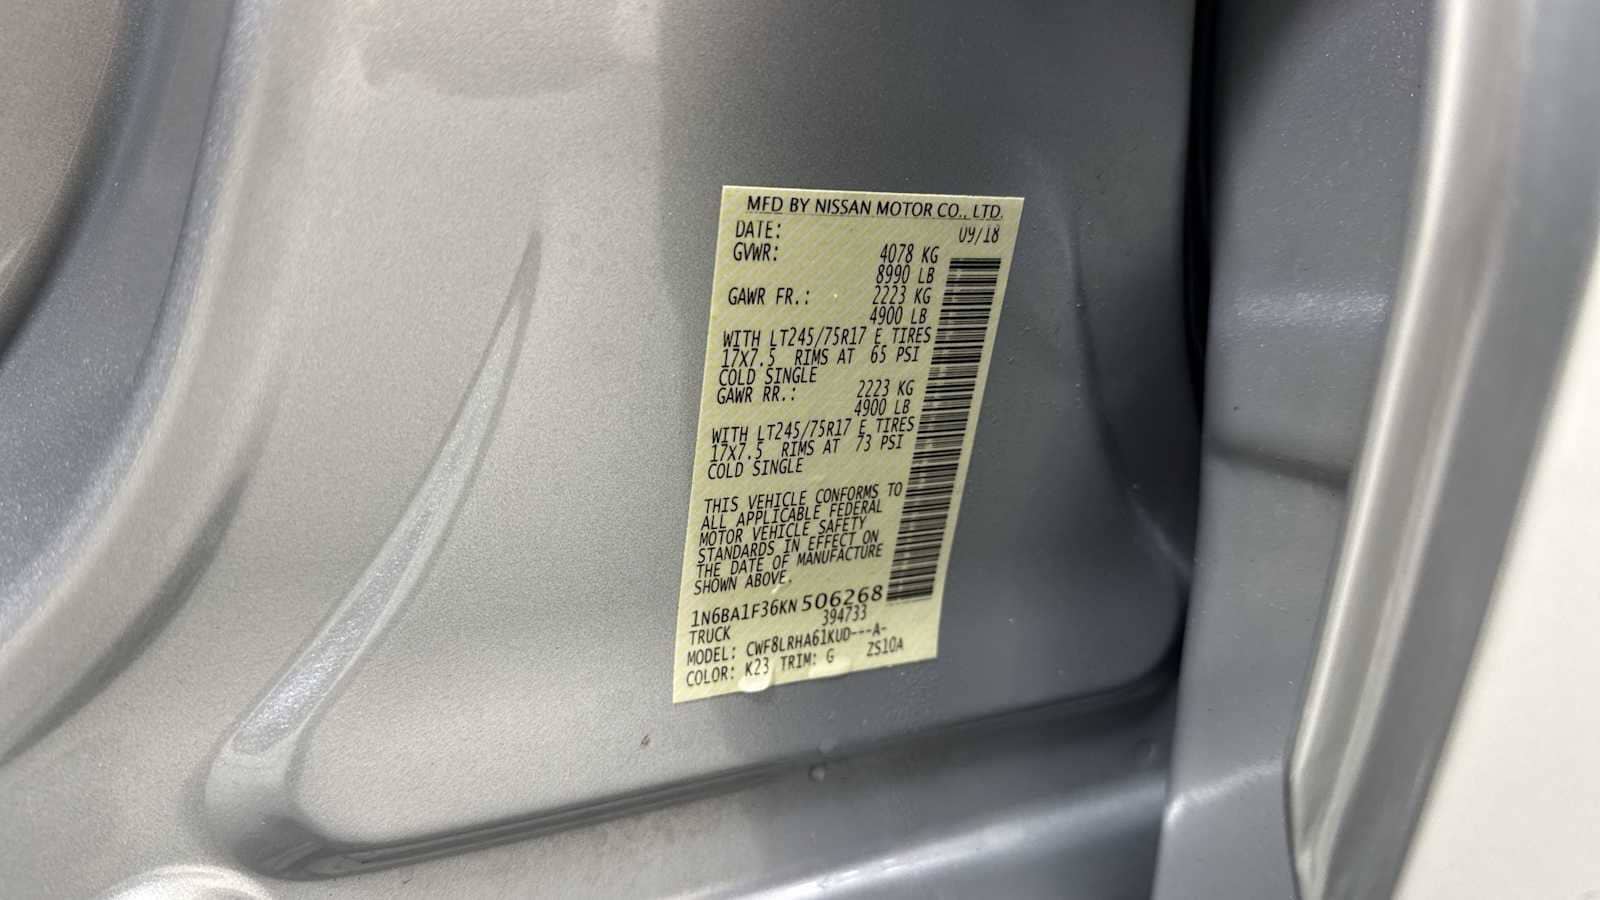 MFD BY NISSAN MOTOR CO., LTD.
DATE: 09/18
GVWR: 4078 KG
8990 LB
GAWR FR.: 2223 KG
4900 LB
WITH LT245/75R17 E TIRES
17X7.5 RIMS AT 65 PSI
COLD SINGLE
GAWR RR.: 2223 KG
4900 LB
WITH LT245/75R17 E TIRES
17X7.5 RIMS AT 73 PSI
COLD SINGLE
THIS VEHICLE CONFORMS TO
ALL APPLICABLE FEDERAL
MOTOR VEHICLE SAFETY
STANDARDS IN EFFECT ON
THE DATE OF MANUFACTURE
SHOWN ABOVE.
1N6BA1F36KN506268
TRUCK 394733
MODEL: CWF8LRHA61KUD---A-
COLOR: K23 TRIM: G ZS10A